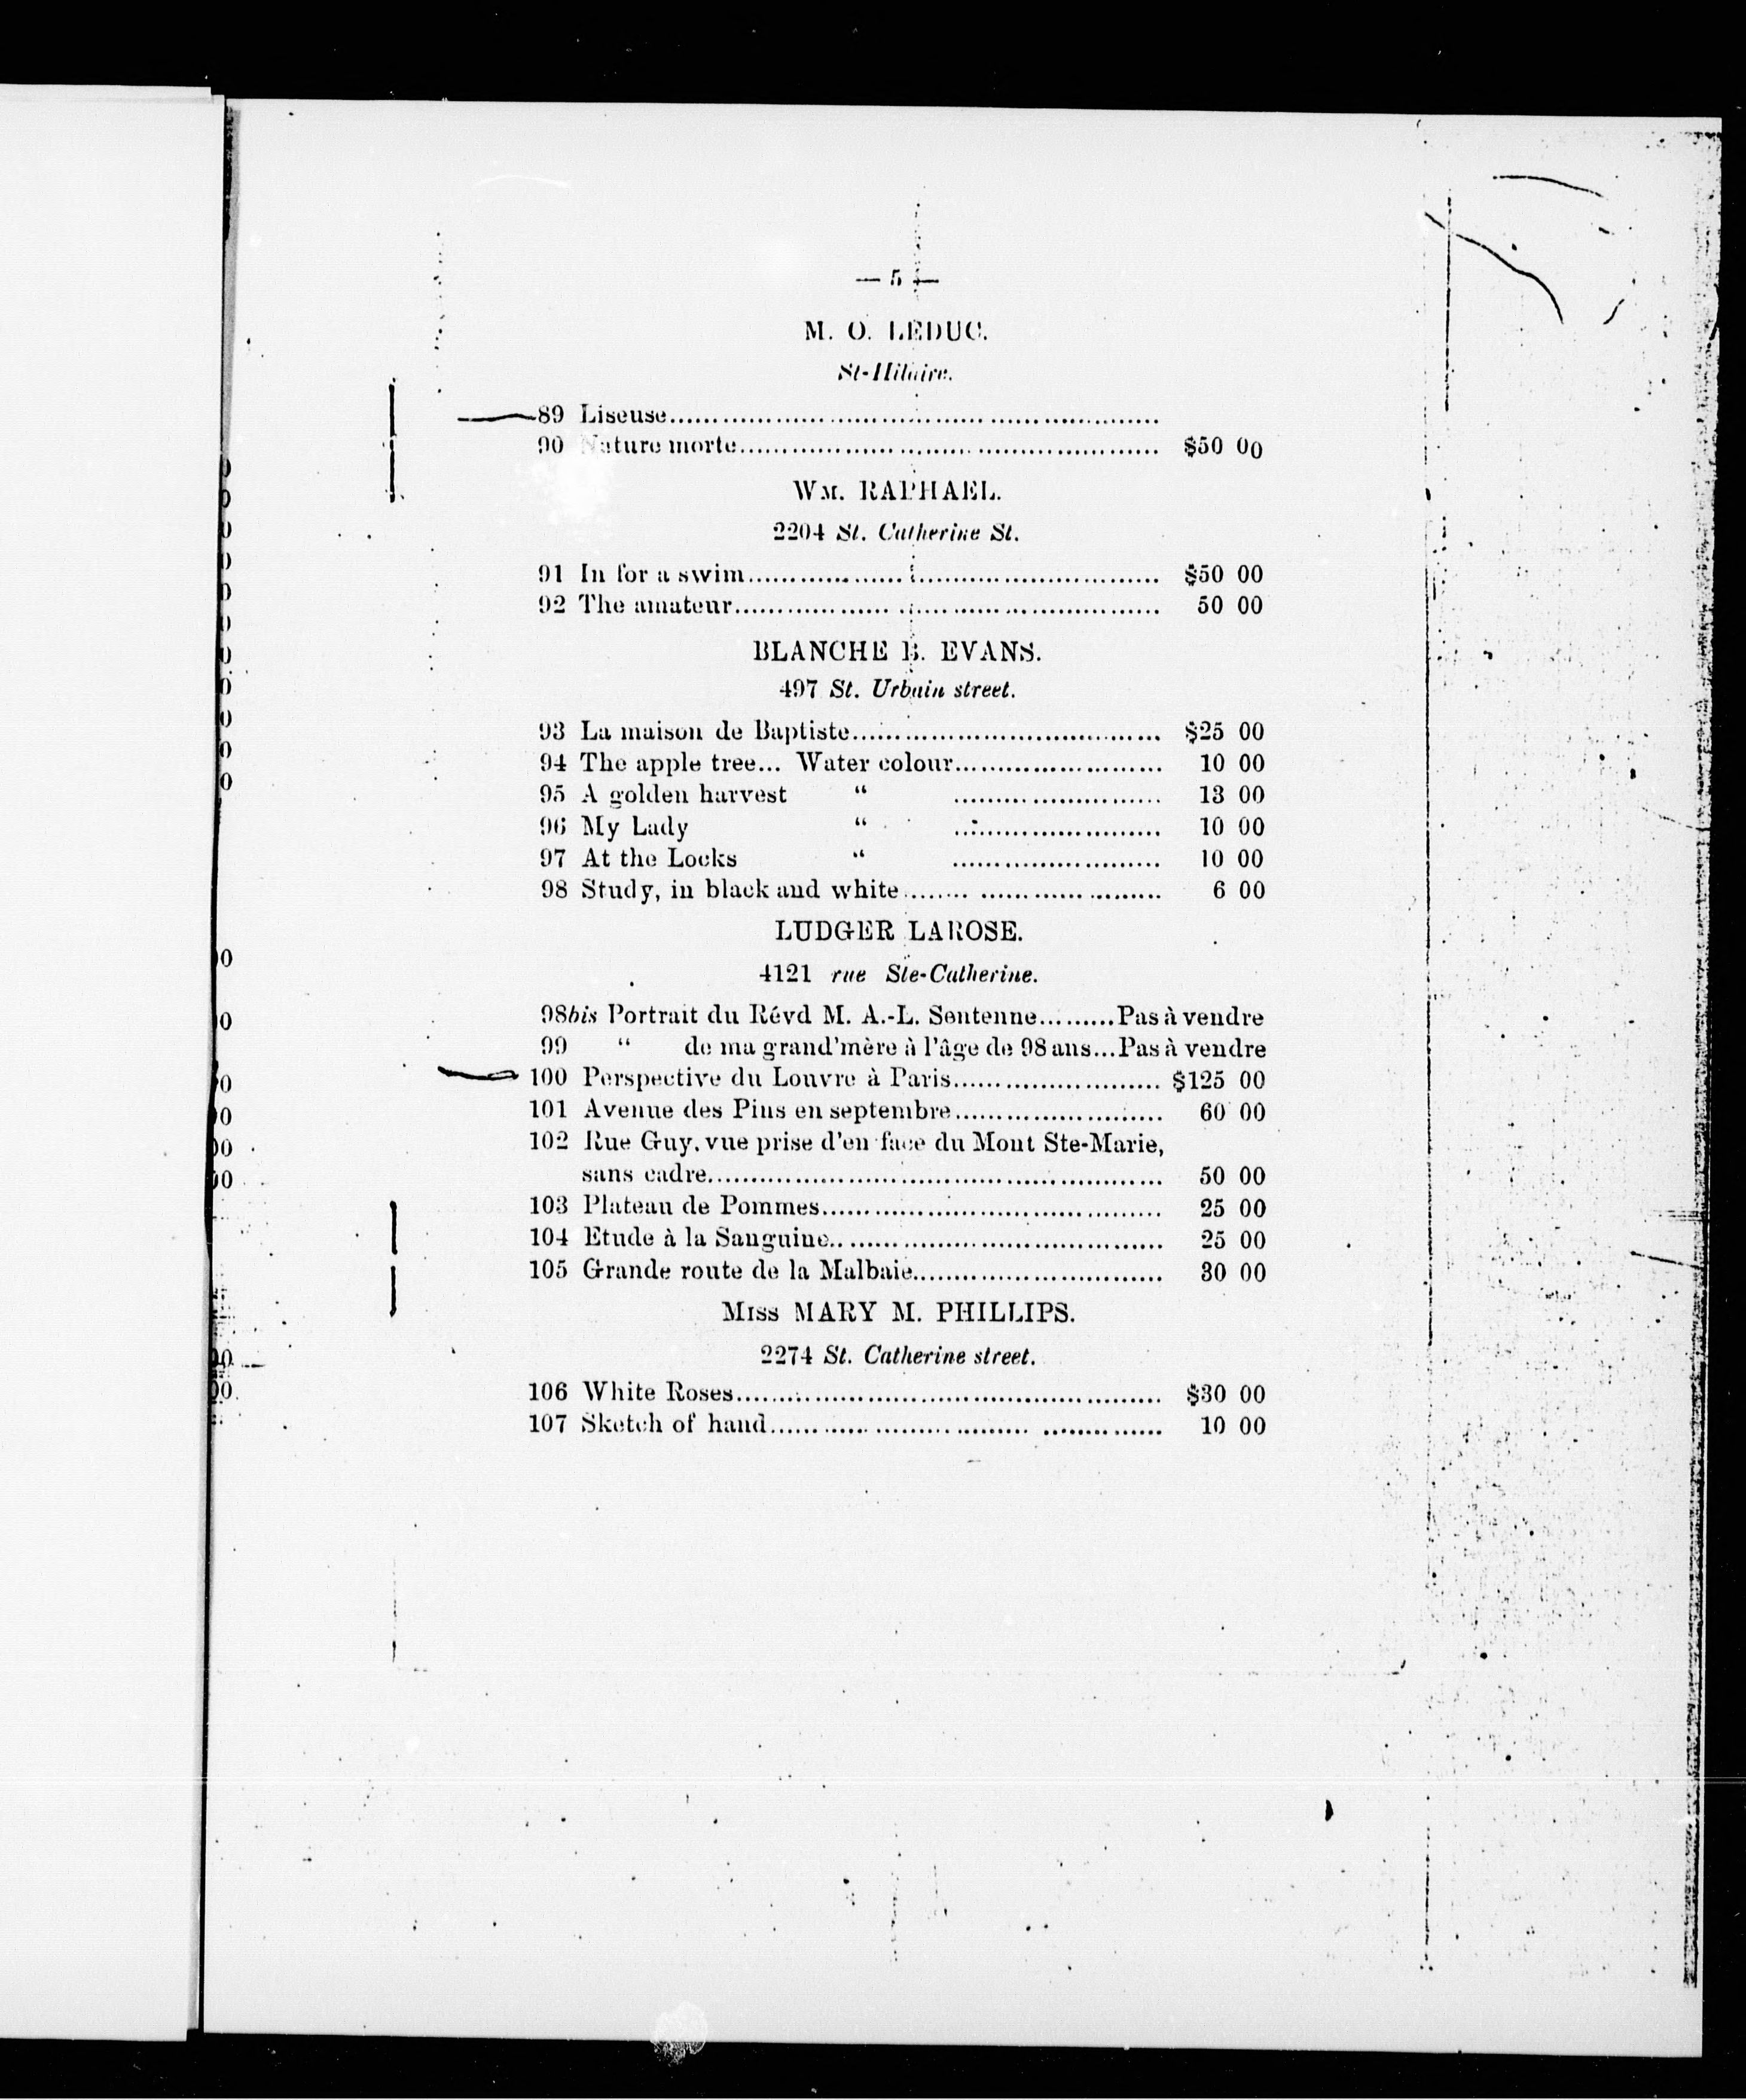 — 5 —
M. O. LEDUC.
St-Hilaire.
89 Liseuse........................................
90 Nature morte........................................ $50 00
WM. RAPHAEL.
2204 St. Catherine St.
91 In for a swim........................................ $50 00
92 The amateur........................................ 50 00
BLANCHE B. EVANS.
497 St. Urbain street.
93 La maison de Baptiste........................................ $25 00
94 The apple tree... Water colour........................ 10 00
95 A golden harvest “ ........................ 13 00
96 My Lady “ ........................ 10 00
97 At the Locks “ ........................ 10 00
98 Study, in black and white........................ 6 00
LUDGER LAROSE.
4121 rue Ste-Catherine.
98bis Portrait du Révd M. A.-L. Sentenne.........Pas à vendre
99 “ de ma grand'mère à l'âge de 98 ans...Pas à vendre
100 Perspective du Louvre à Paris........................ $125 00
101 Avenue des Pins en septembre........................ 60 00
102 Rue Guy, vue prise d'en face du Mont Ste-Marie,
sans cadre........................................ 50 00
103 Plateau de Pommes........................................ 25 00
104 Etude à la Sanguine........................................ 25 00
105 Grande route de la Malbaie........................ 30 00
Miss MARY M. PHILLIPS.
2274 St. Catherine street.
106 White Roses........................................ $30 00
107 Sketch of hand........................................ 10 00